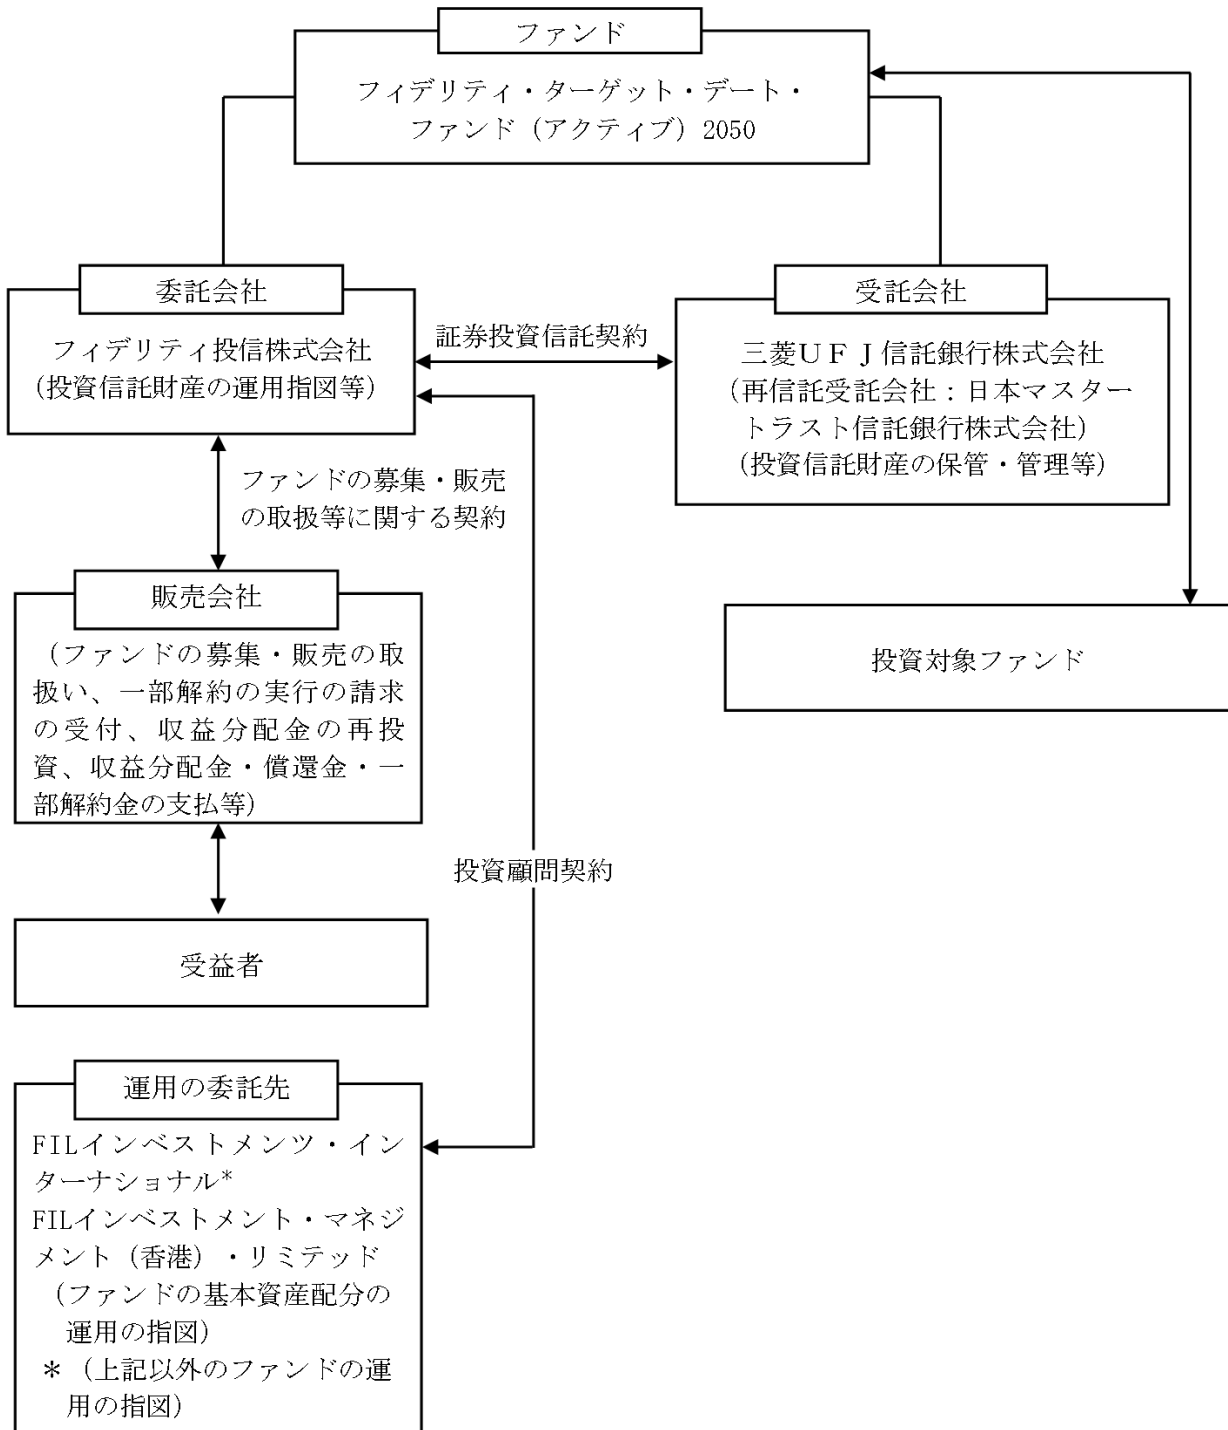 ファンド
フィデリティ・ターゲット・デート・
ファンド（アクティブ）2050
委託会社
フィデリティ投信株式会社
（投資信託財産の運用指図等）
証券投資信託契約
受託会社
三菱ＵＦＪ信託銀行株式会社
（再信託受託会社：日本マスター
トラスト信託銀行株式会社）
（投資信託財産の保管・管理等）
ファンドの募集・販売
の取扱等に関する契約
販売会社
（ファンドの募集・販売の取
扱い、一部解約の実行の請求
の受付、収益分配金の再投
資、収益分配金・償還金・一
部解約金の支払等）
投資対象ファンド
投資顧問契約
受益者
運用の委託先
FILインベストメンツ・イン
ターナショナル*
FILインベストメント・マネジ
メント（香港）・リミテッド
（ファンドの基本資産配分の
運用の指図）
＊（上記以外のファンドの運
用の指図）